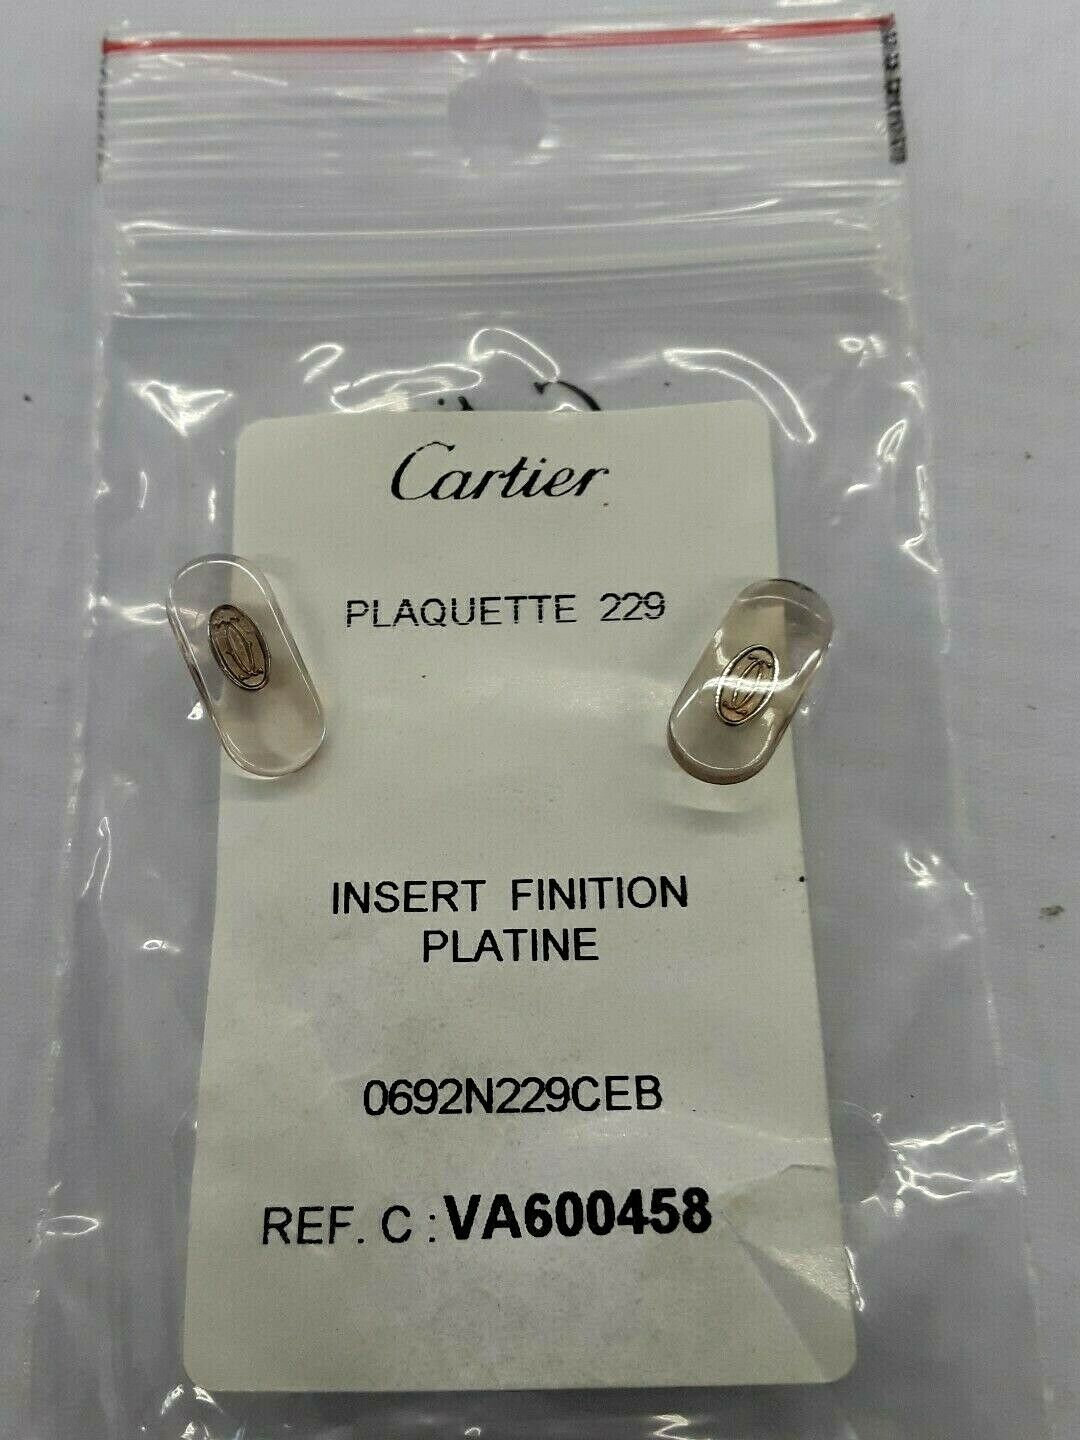 Cartier
PLAQUETTE 229
INSERT FINITION
PLATINE
0692N229CEB
REF. C : VA600458